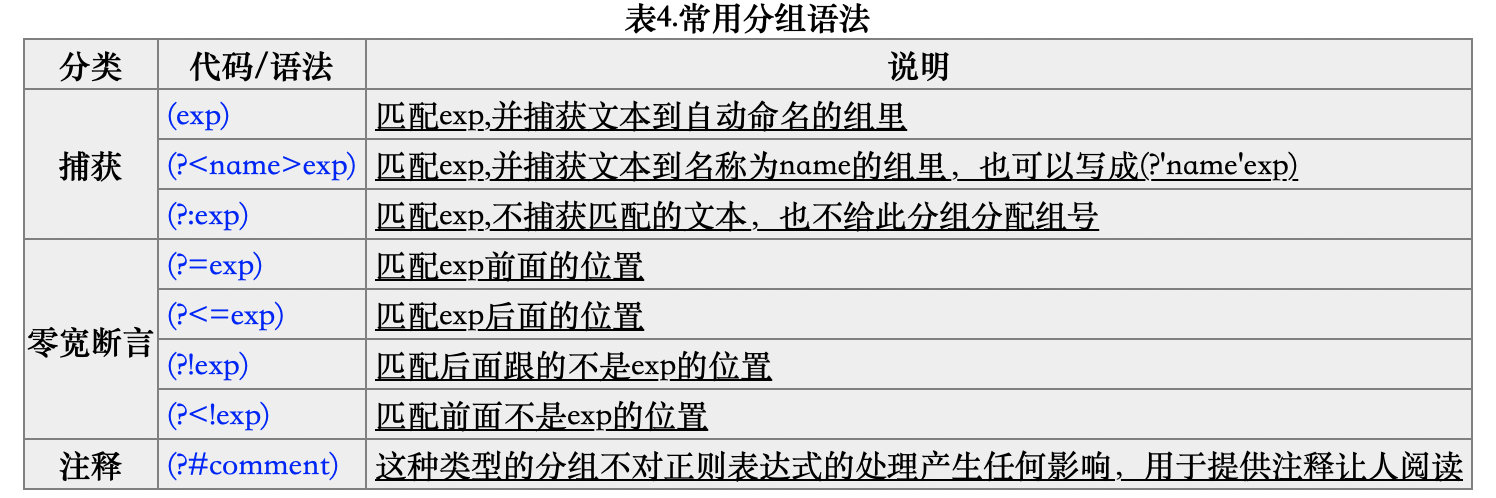 表4.常用分组语法
分类 代码/语法 说明
捕获
(exp) 匹配exp,并捕获文本到自动命名的组里
(?<name>exp) 匹配exp,并捕获文本到名称为name的组里，也可以写成(?'name'exp)
(?:exp) 匹配exp,不捕获匹配的文本，也不给此分组分配组号
零宽断言
(?=exp) 匹配exp前面的位置
(?<=exp) 匹配exp后面的位置
(?!exp) 匹配后面跟的不是exp的位置
(?<!exp) 匹配前面不是exp的位置
注释 (?#comment) 这种类型的分组不对正则表达式的处理产生任何影响，用于提供注释让人阅读